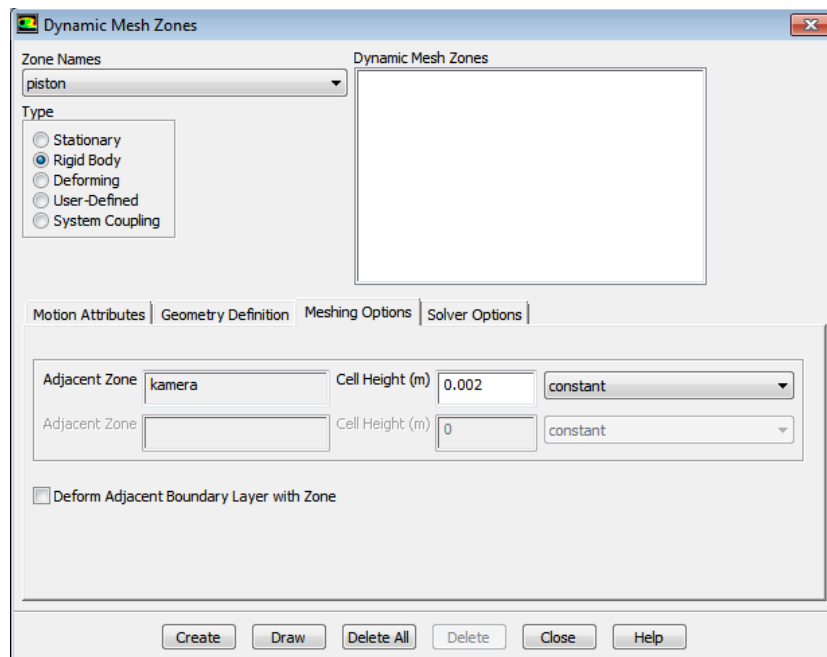 Dynamic Mesh Zones
Zone Names
Dynamic Mesh Zones
piston
Type
Stationary
Rigid Body
Deforming
User-Defined
System Coupling
Motion Attributes Geometry Definition Meshing Options Solver Options
Adjacent Zone kamera Cell Height (m) 0.002 constant
Adjacent Zone Cell Height (m) 0 constant
Deform Adjacent Boundary Layer with Zone
Create Draw Delete All Delete Close Help